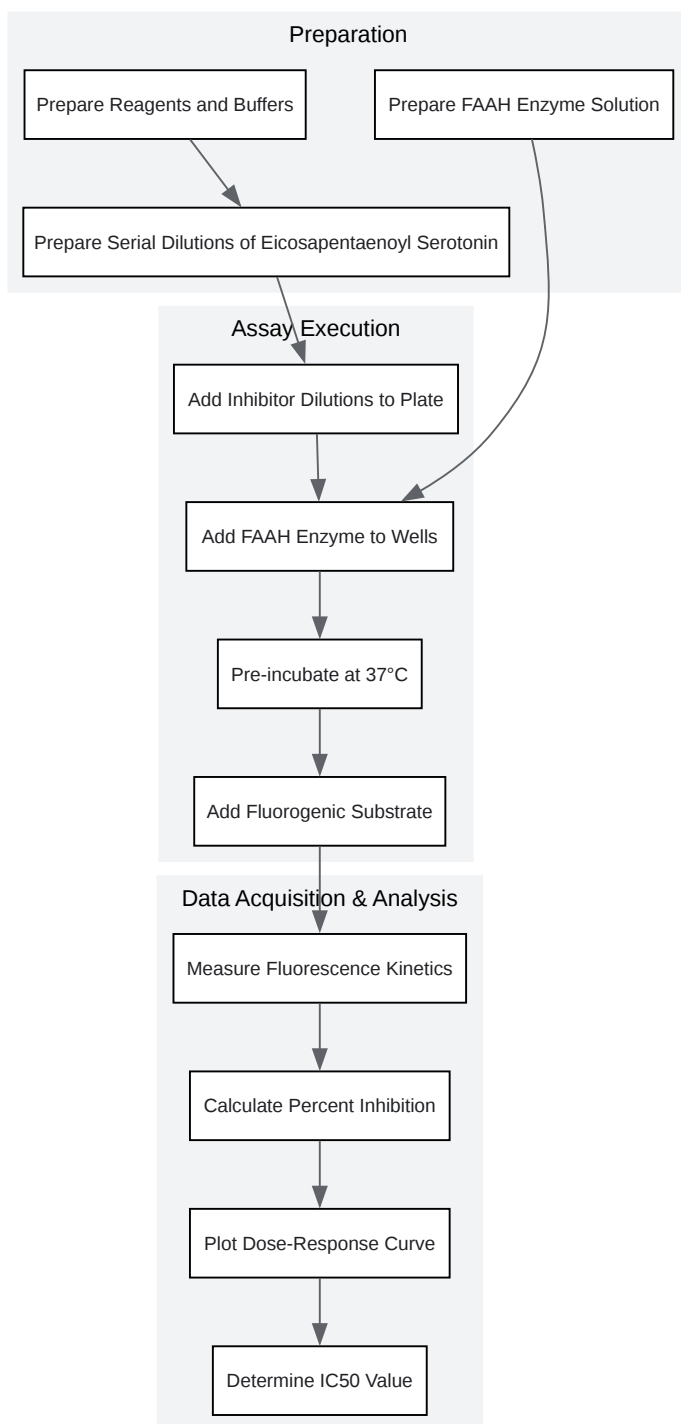 Preparation
Prepare Reagents and Buffers
Prepare FAAH Enzyme Solution
Prepare Serial Dilutions of Eicosapentaenoyl Serotonin
Assay Execution
Add Inhibitor Dilutions to Plate
Add FAAH Enzyme to Wells
Pre-incubate at 37°C
Add Fluorogenic Substrate
Data Acquisition & Analysis
Measure Fluorescence Kinetics
Calculate Percent Inhibition
Plot Dose-Response Curve
Determine IC50 Value